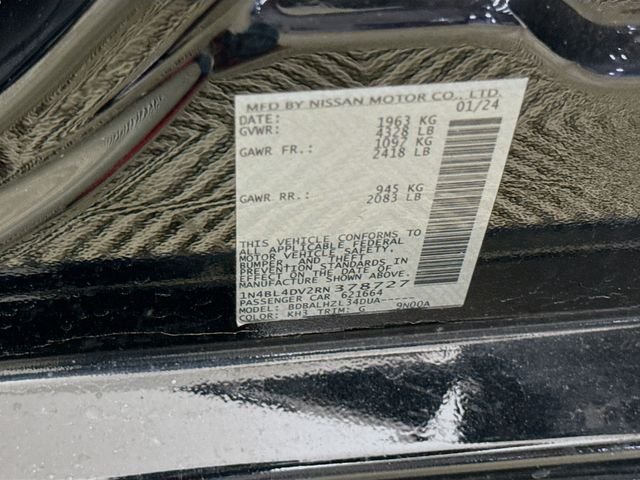 MFD BY NISSAN MOTOR CO., LTD.
DATE: 01/24
GVWR: 1963 KG
4328 LB
GAWR FR.: 1097 KG
2418 LB
GAWR RR.: 945 KG
2083 LB
THIS VEHICLE CONFORMS TO
ALL APPLICABLE FEDERAL
MOTOR VEHICLE SAFETY,
BUMPER, AND THEFT
PREVENTION STANDARDS IN
EFFECT ON THE DATE OF
MANUFACTURE SHOWN ABOVE.
1N4BL4DV2RN378727
PASSENGER CAR 621664
MODEL: BDBALHZL34DUA-----
COLOR: KH3 TRIM: G 9N00A